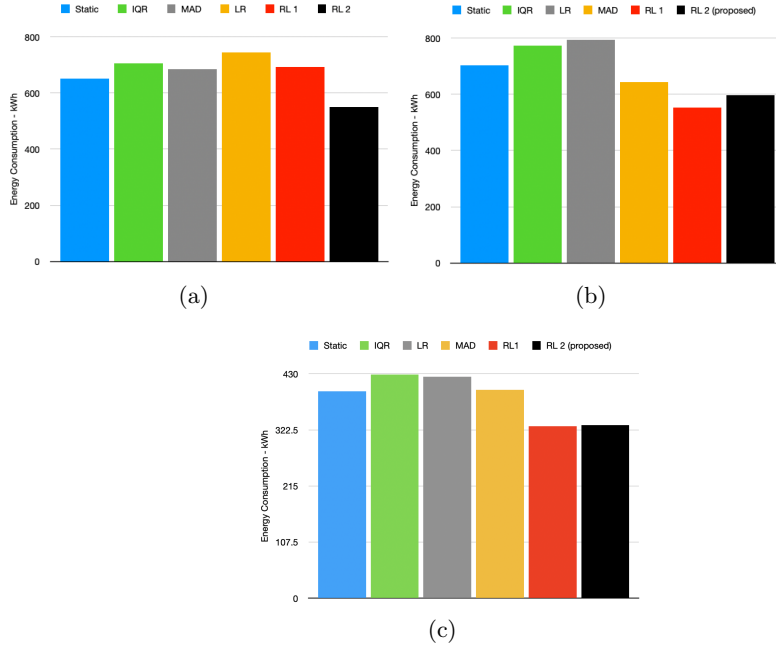 Static IQR MAD LR RL 1 RL 2
Energy Consumption - kWh
800
600
400
200
0
(a)
Static IQR LR MAD RL 1 RL 2 (proposed)
Energy Consumption - kWh
800
600
400
200
0
(b)
Static IQR LR MAD RL1 RL 2 (proposed)
Energy Consumption - kWh
430
322.5
215
107.5
0
(c)